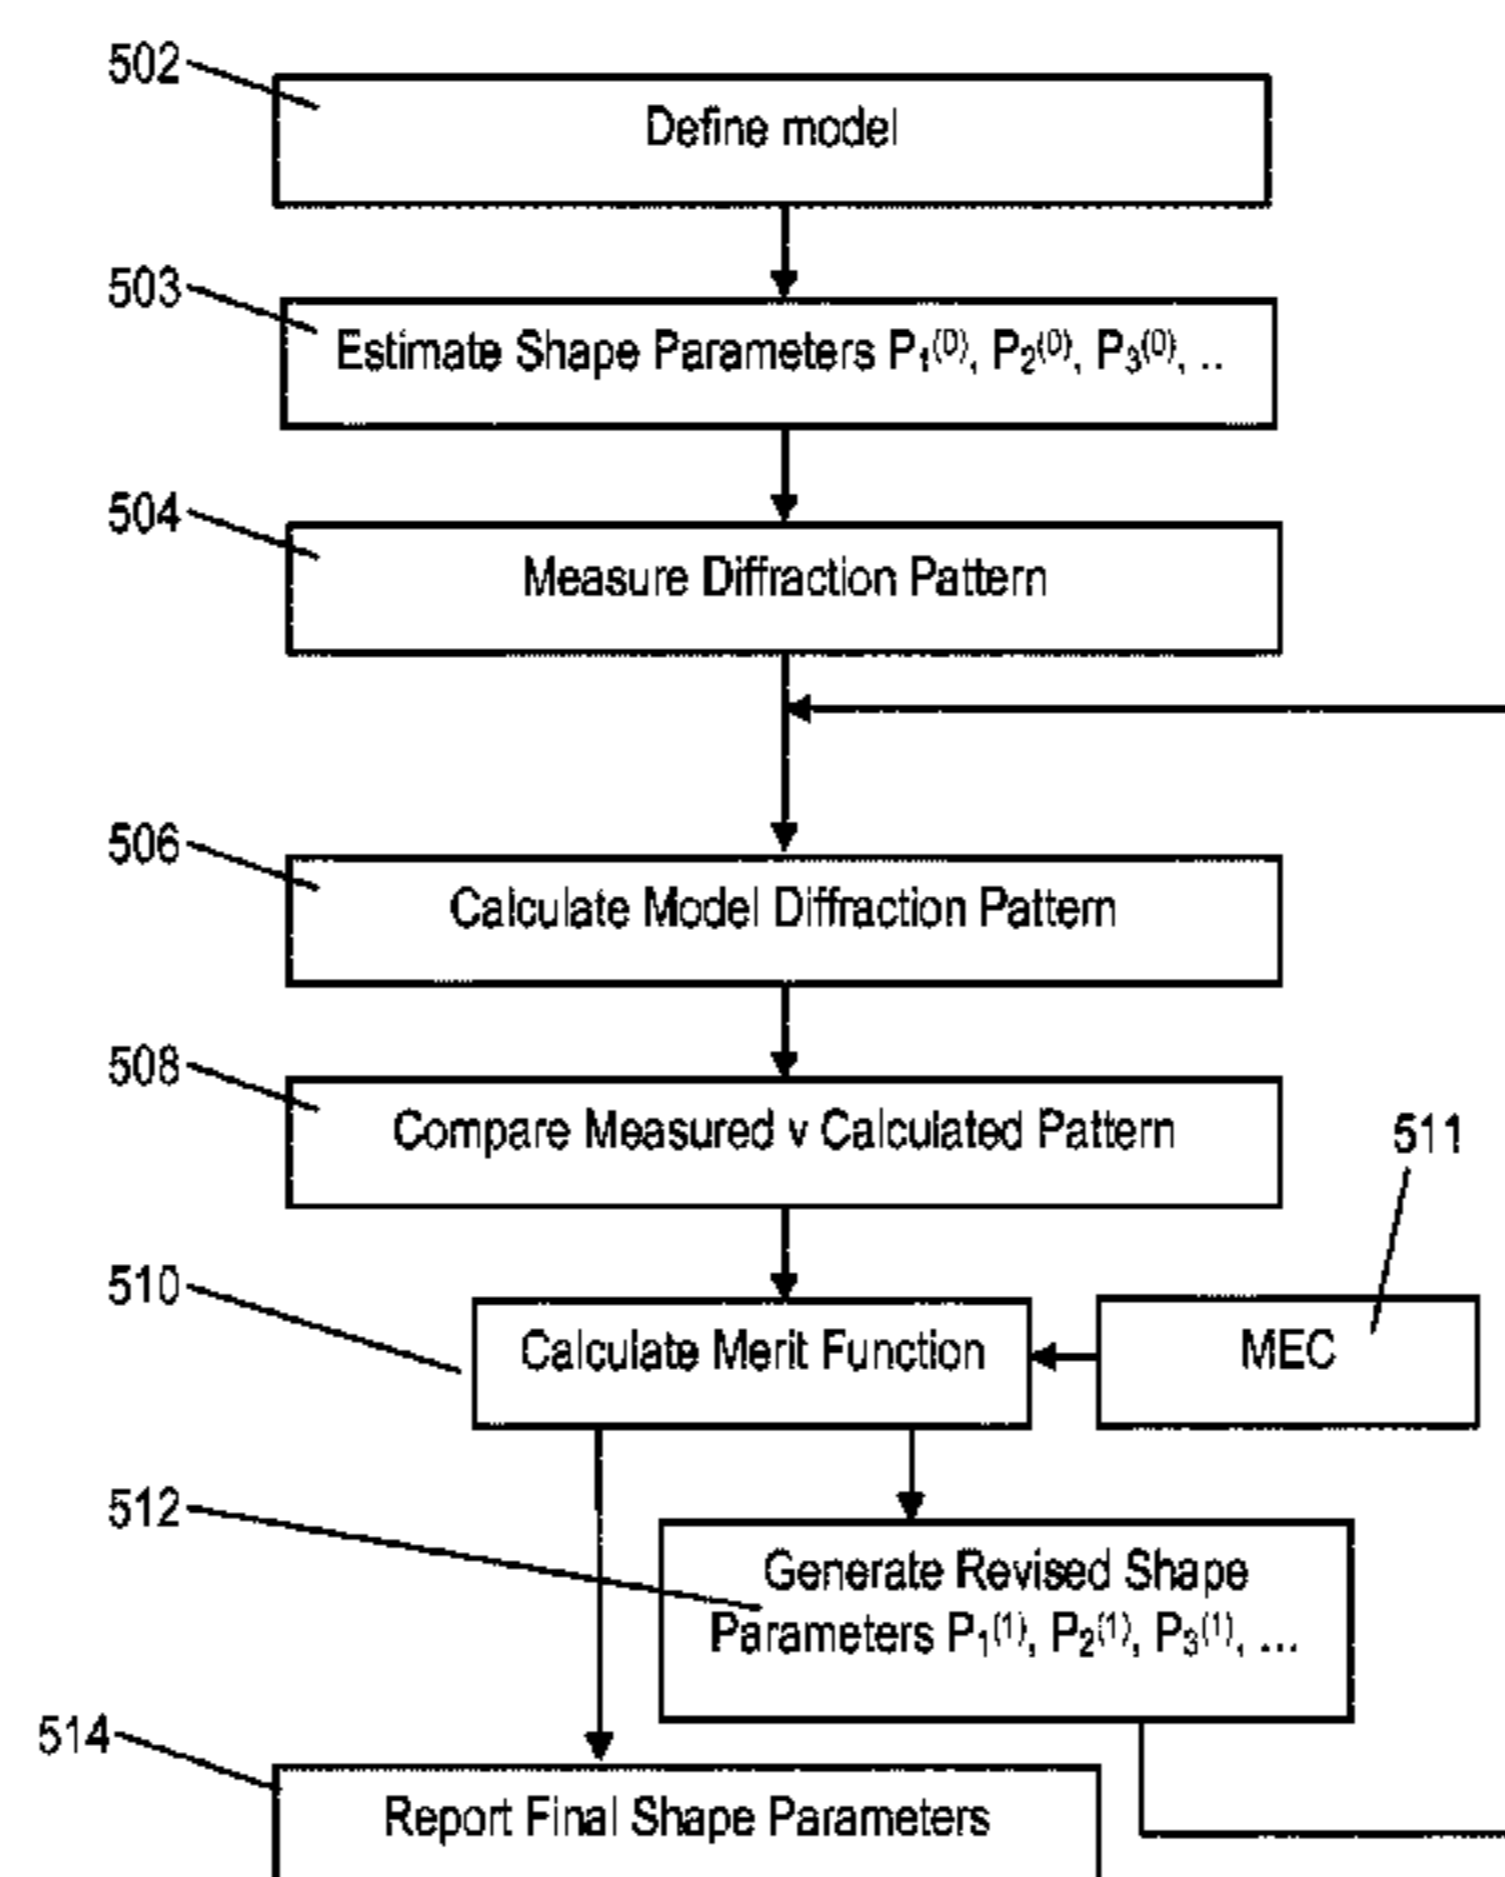 502
Define model
503
Estimate Shape Parameters P₁⁽⁰⁾, P₂⁽⁰⁾, P₃⁽⁰⁾, ..
504
Measure Diffraction Pattern
506
Calculate Model Diffraction Pattern
508
Compare Measured v Calculated Pattern
511
510
Calculate Merit Function
MEC
512
Generate Revised Shape
Parameters P₁⁽¹⁾, P₂⁽¹⁾, P₃⁽¹⁾, ...
514
Report Final Shape Parameters